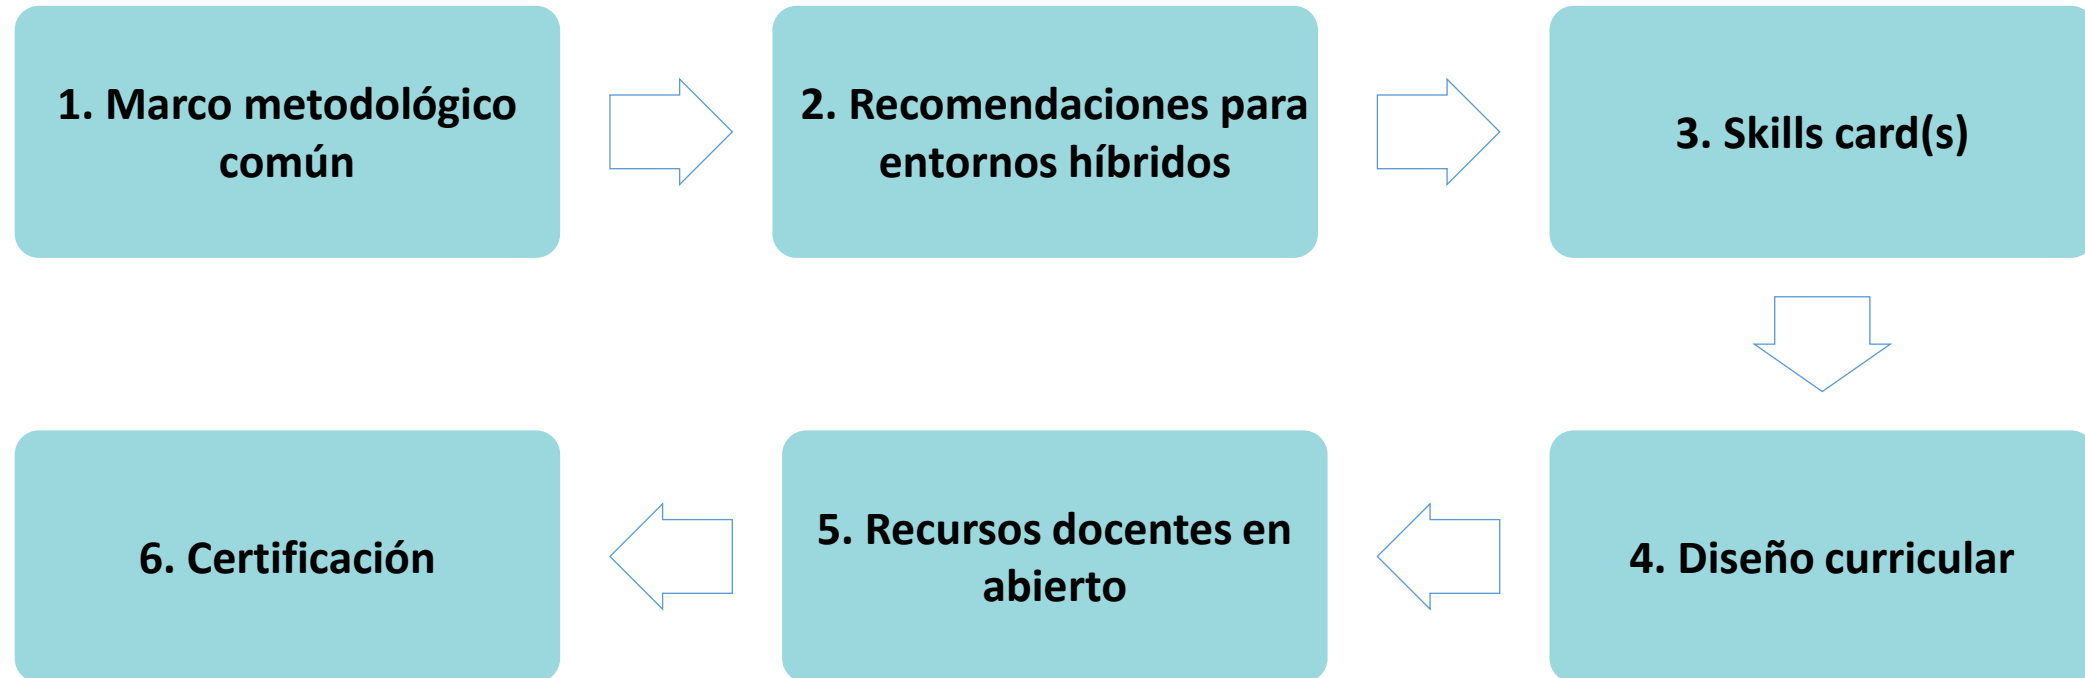 1. Marco metodológico
común
2. Recomendaciones para
entornos híbridos
3. Skills card(s)
4. Diseño curricular
5. Recursos docentes en
abierto
6. Certificación